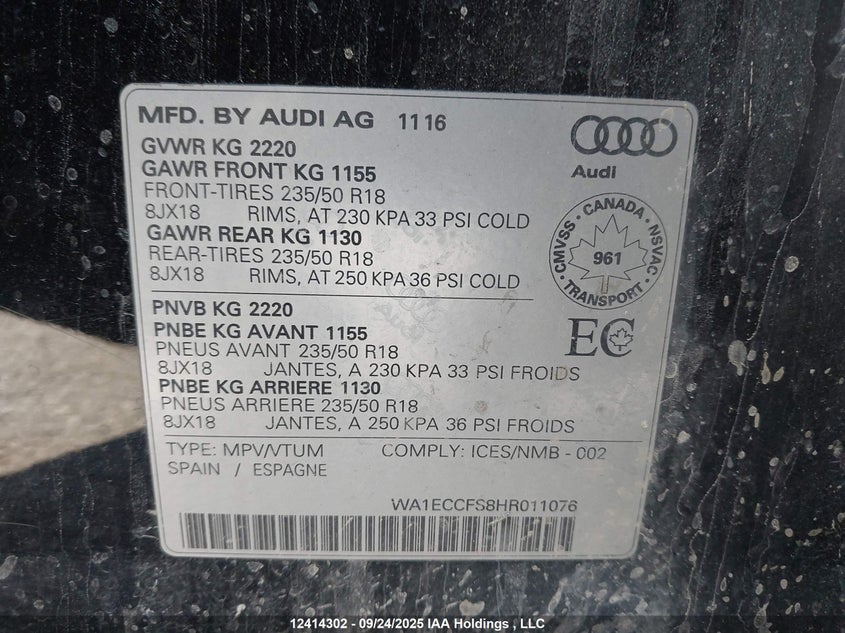 MFD. BY AUDI AG 11 16
GVWR KG 2220
GAWR FRONT KG 1155
FRONT-TIRES 235/50 R18
8JX18 RIMS, AT 230 KPA 33 PSI COLD
GAWR REAR KG 1130
REAR-TIRES 235/50 R18
8JX18 RIMS, AT 250 KPA 36 PSI COLD
PNVB KG 2220
PNBE KG AVANT 1155
PNEUS AVANT 235/50 R18
8JX18 JANTES, A 230 KPA 33 PSI FROIDS
PNBE KG ARRIERE 1130
PNEUS ARRIERE 235/50 R18
8JX18 JANTES, A 250 KPA 36 PSI FROIDS
TYPE: MPV/VTUM COMPLY: ICES/NMB - 002
SPAIN / ESPAGNE
WA1ECCFS8HR011076
Audi
CMVSS · CANADA · NSVAC
961
· TRANSPORT ·
EC
12414302 - 09/24/2025 IAA Holdings, LLC